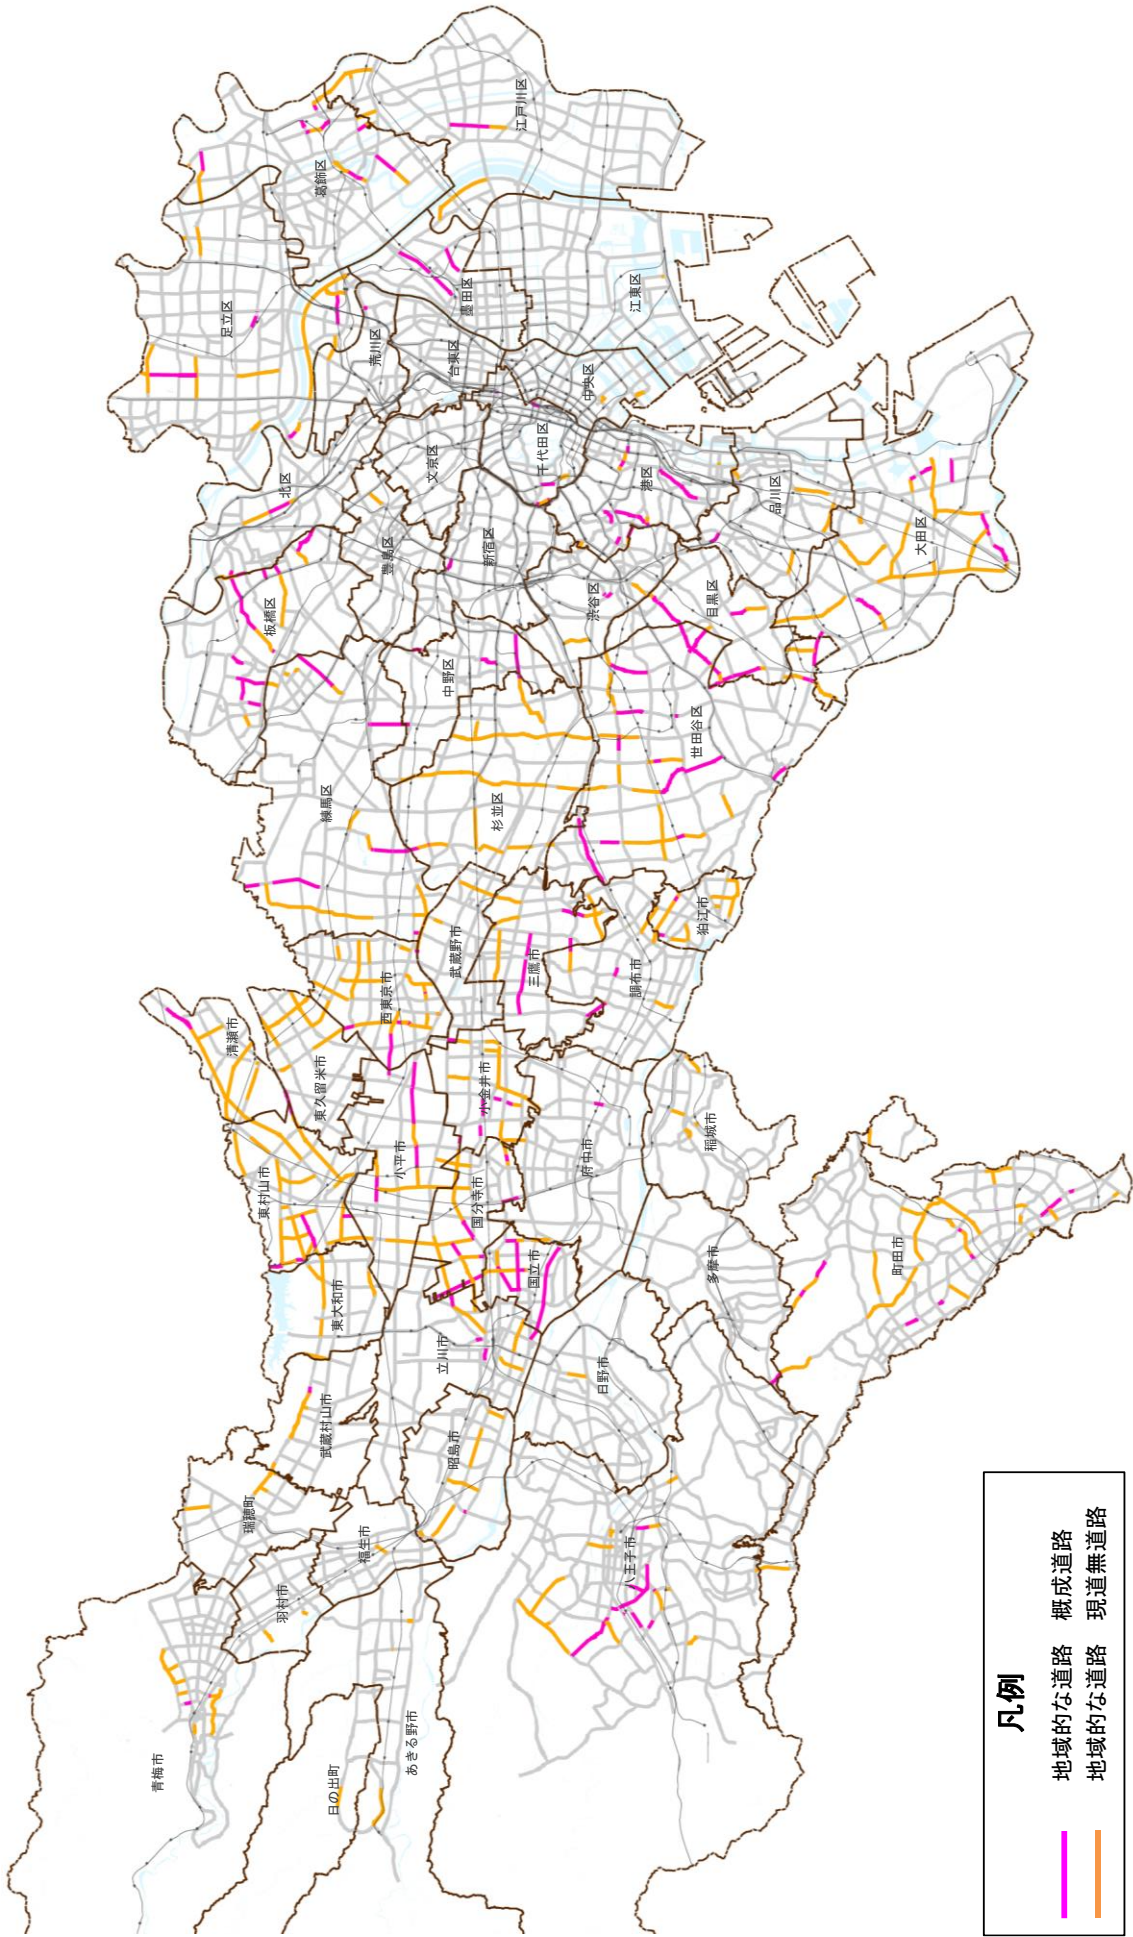 青梅市
日の出町
あきる野市
羽村市
瑞穂町
福生市
八王子市
武蔵村山市
昭島市
日野市
立川市
東大和市
多摩市
町田市
国立市
東村山市
国分寺市
小平市
府中市
稲城市
東久留米市
小金井市
清瀬市
西東京市
武蔵野市
三鷹市
調布市
狛江市
練馬区
杉並区
世田谷区
板橋区
中野区
渋谷区
目黒区
豊島区
新宿区
大田区
北区
文京区
千代田区
港区
品川区
足立区
荒川区
台東区
中央区
墨田区
江東区
葛飾区
江戸川区
凡例
地域的な道路 概成道路
地域的な道路 現道無道路